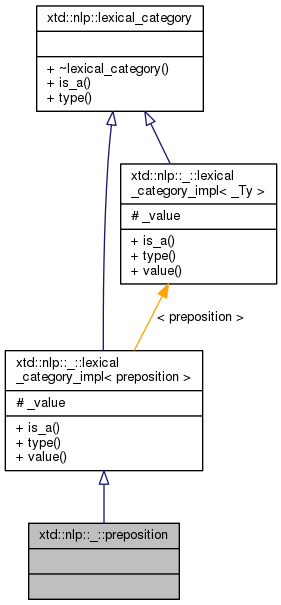 xtd::nlp::lexical_category
+ ~lexical_category()
+ is_a()
+ type()
xtd::nlp::_::lexical
_category_impl< _Ty >
# _value
+ is_a()
+ type()
+ value()
< preposition >
xtd::nlp::_::lexical
_category_impl< preposition >
# _value
+ is_a()
+ type()
+ value()
xtd::nlp::_::preposition